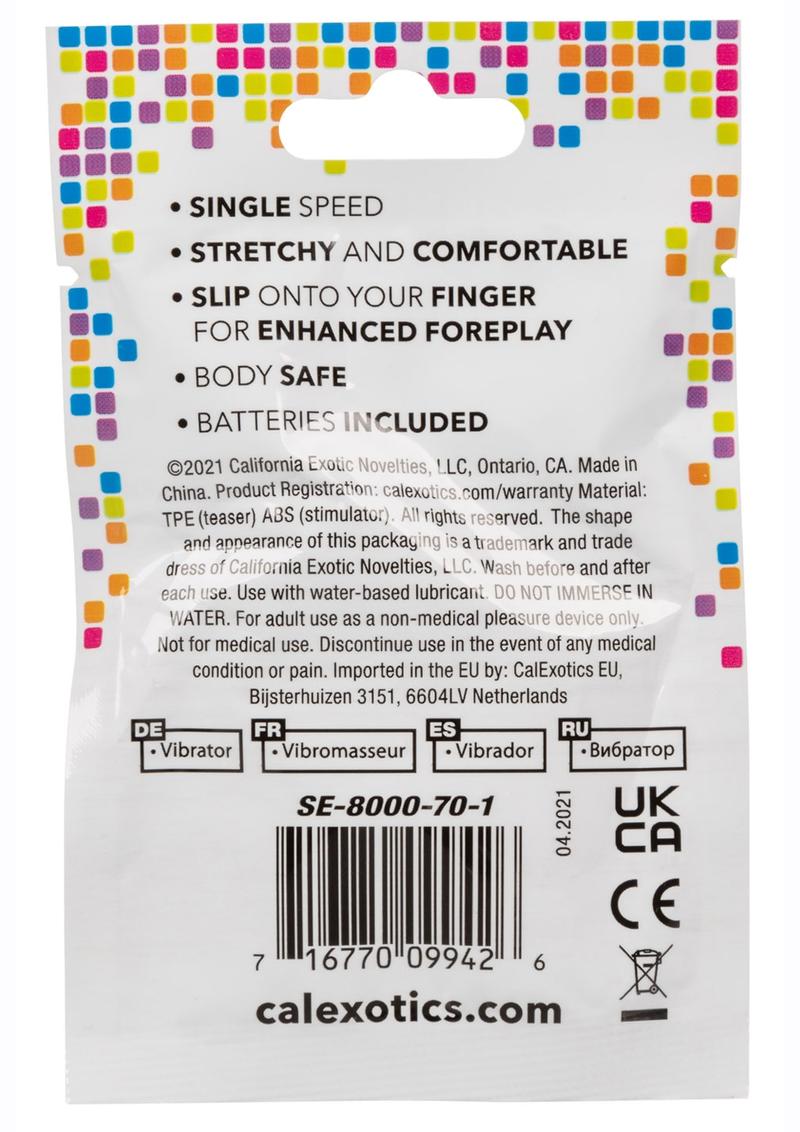 • SINGLE SPEED
• STRETCHY AND COMFORTABLE
• SLIP ONTO YOUR FINGER
FOR ENHANCED FOREPLAY
• BODY SAFE
• BATTERIES INCLUDED
©2021 California Exotic Novelties, LLC, Ontario, CA. Made in
China. Product Registration: calexotics.com/warranty Material:
TPE (teaser) ABS (stimulator). All rights reserved. The shape
and appearance of this packaging is a trademark and trade
dress of California Exotic Novelties, LLC. Wash before and after
each use. Use with water-based lubricant. DO NOT IMMERSE IN
WATER. For adult use as a non-medical pleasure device only.
Not for medical use. Discontinue use in the event of any medical
condition or pain. Imported in the EU by: CalExotics EU,
Bijsterhuizen 3151, 6604LV Netherlands
DE • Vibrator FR • Vibromasseur ES • Vibrador RU • Вибратор
SE-8000-70-1
04.2021
UK
CA
CE
7 16770 09942 6
calexotics.com